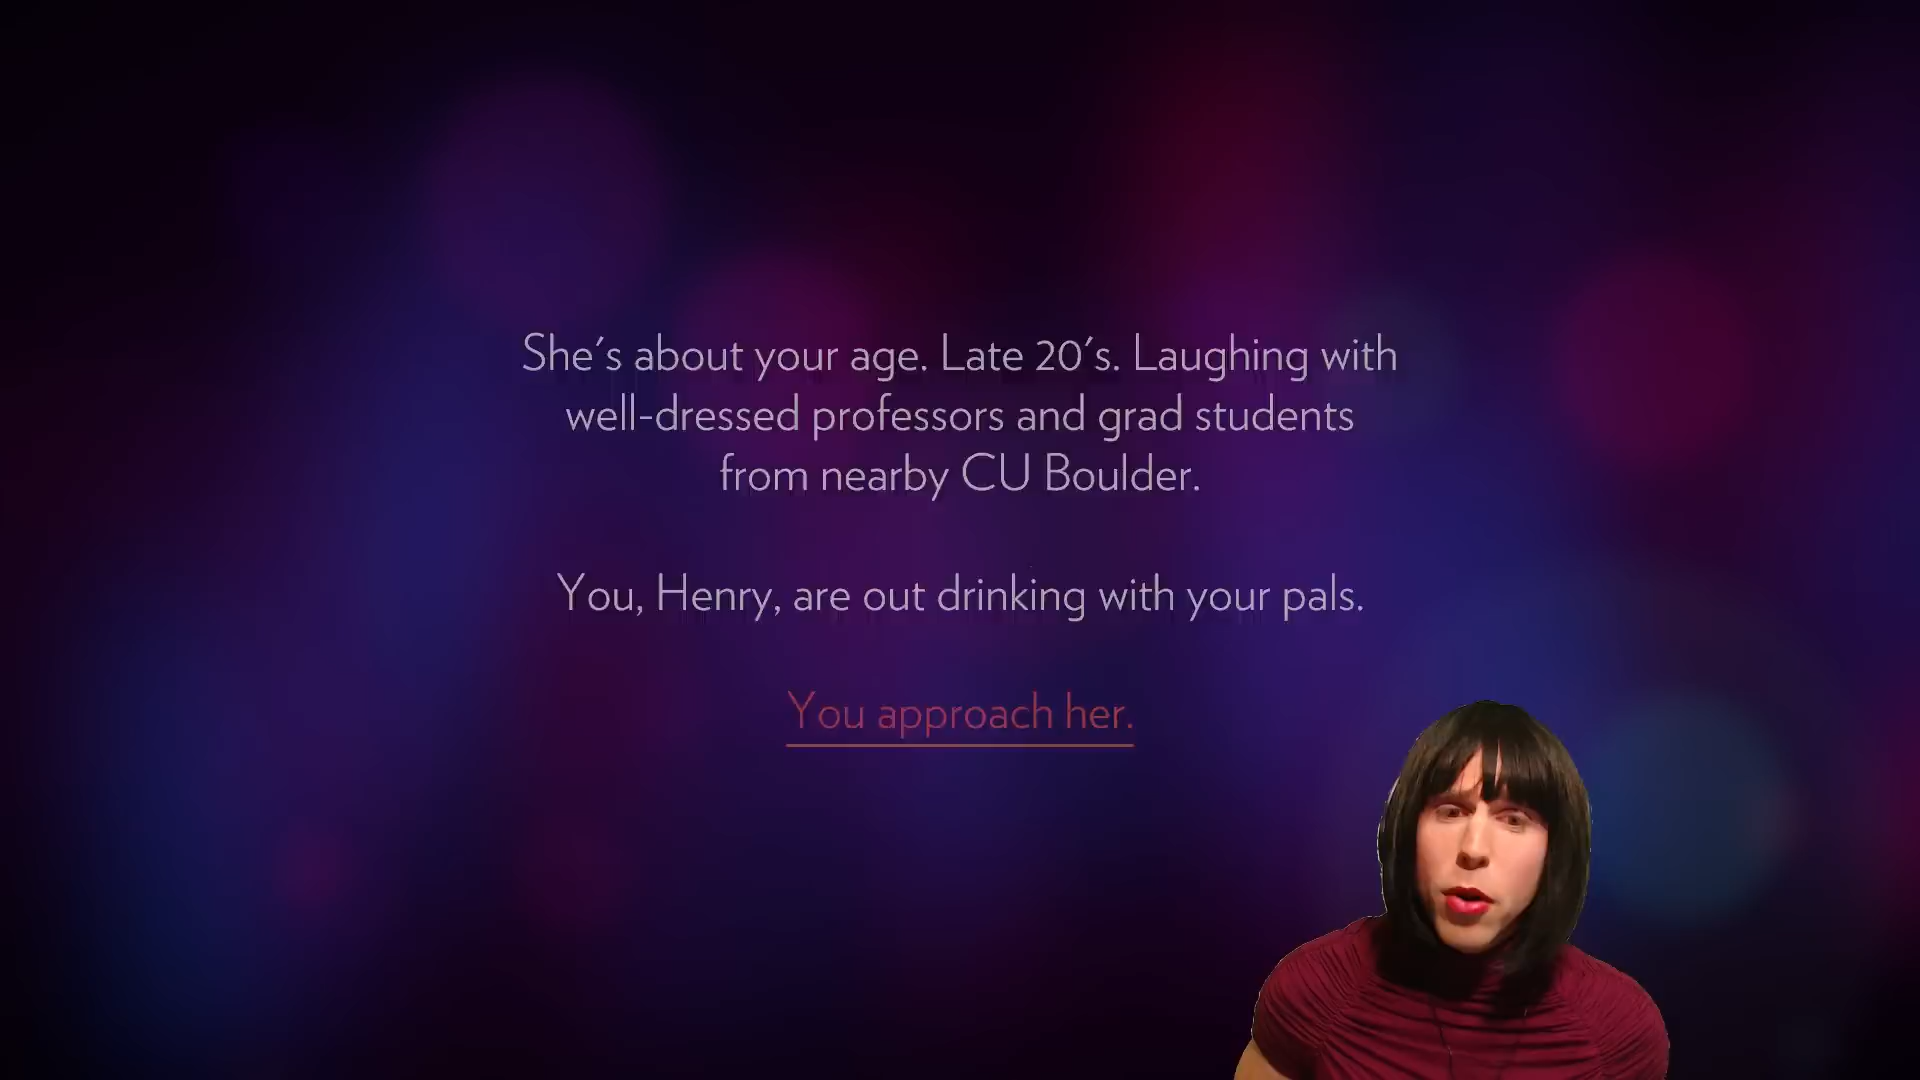 She's about your age. Late 20's. Laughing with
well-dressed professors and grad students
from nearby CU Boulder.
You, Henry, are out drinking with your pals.
You approach her.